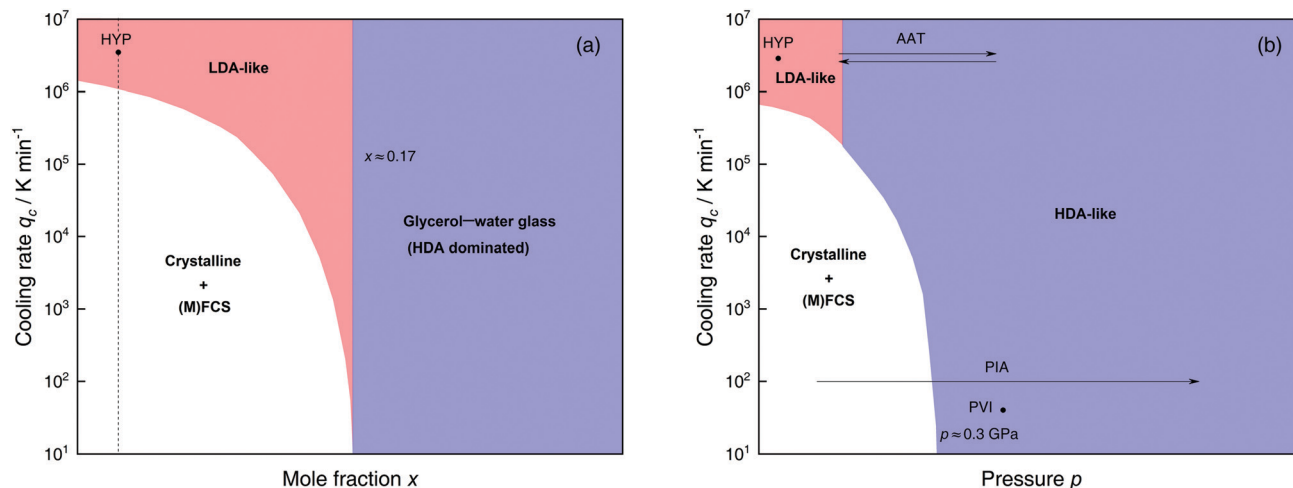 (a)
Cooling rate q_c / K min⁻¹
10⁷
10⁶
10⁵
10⁴
10³
10²
10¹
HYP
LDA-like
x ≈ 0.17
Glycerol—water glass
(HDA dominated)
Crystalline
+
(M)FCS
Mole fraction x
(b)
Cooling rate q_c / K min⁻¹
10⁷
10⁶
10⁵
10⁴
10³
10²
10¹
HYP
LDA-like
AAT
HDA-like
Crystalline
+
(M)FCS
PIA
PVI
p ≈ 0.3 GPa
Pressure p